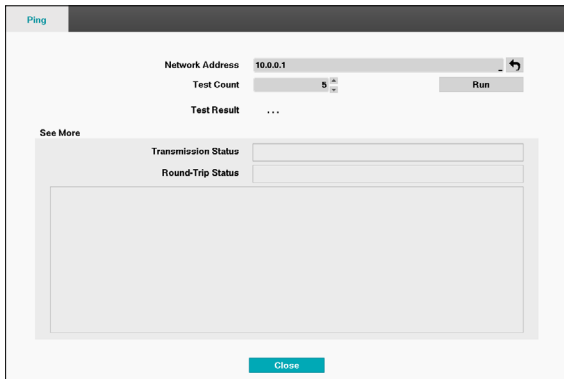 Ping
Network Address 10.0.0.1 _
Test Count 5 Run
Test Result ...
See More
Transmission Status
Round-Trip Status
Close